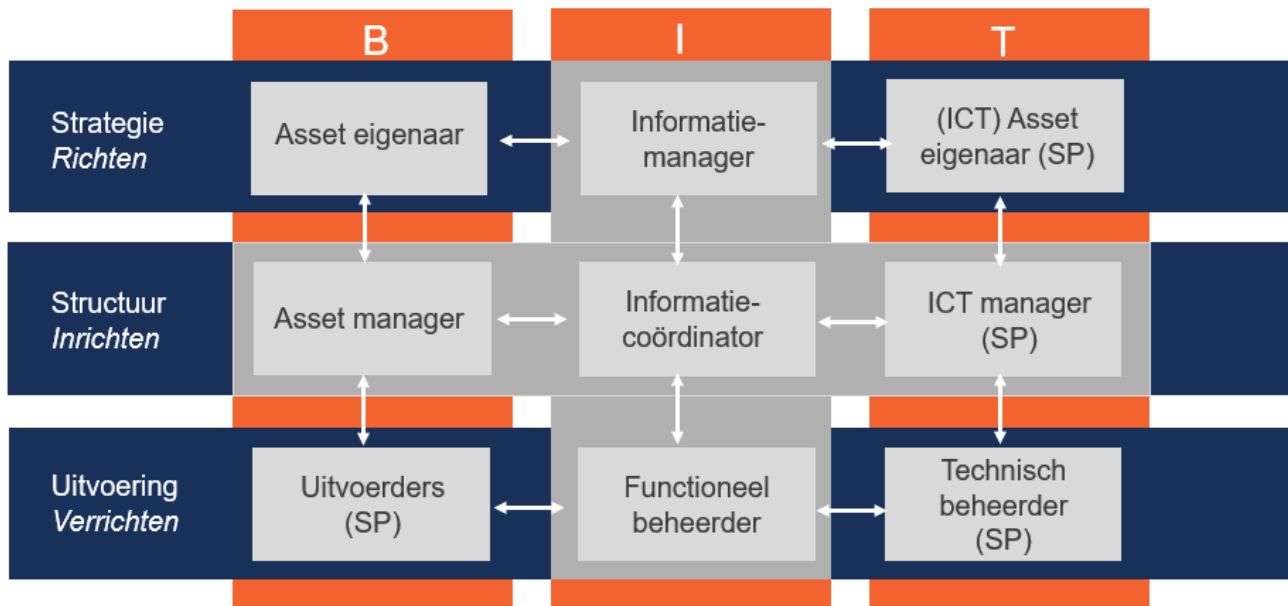 B
I
T
Strategie
Richten
Asset eigenaar
Informatie-
manager
(ICT) Asset
eigenaar (SP)
Structuur
Inrichten
Asset manager
Informatie-
coördinator
ICT manager
(SP)
Uitvoering
Verrichten
Uitvoerders
(SP)
Functioneel
beheerder
Technisch
beheerder
(SP)